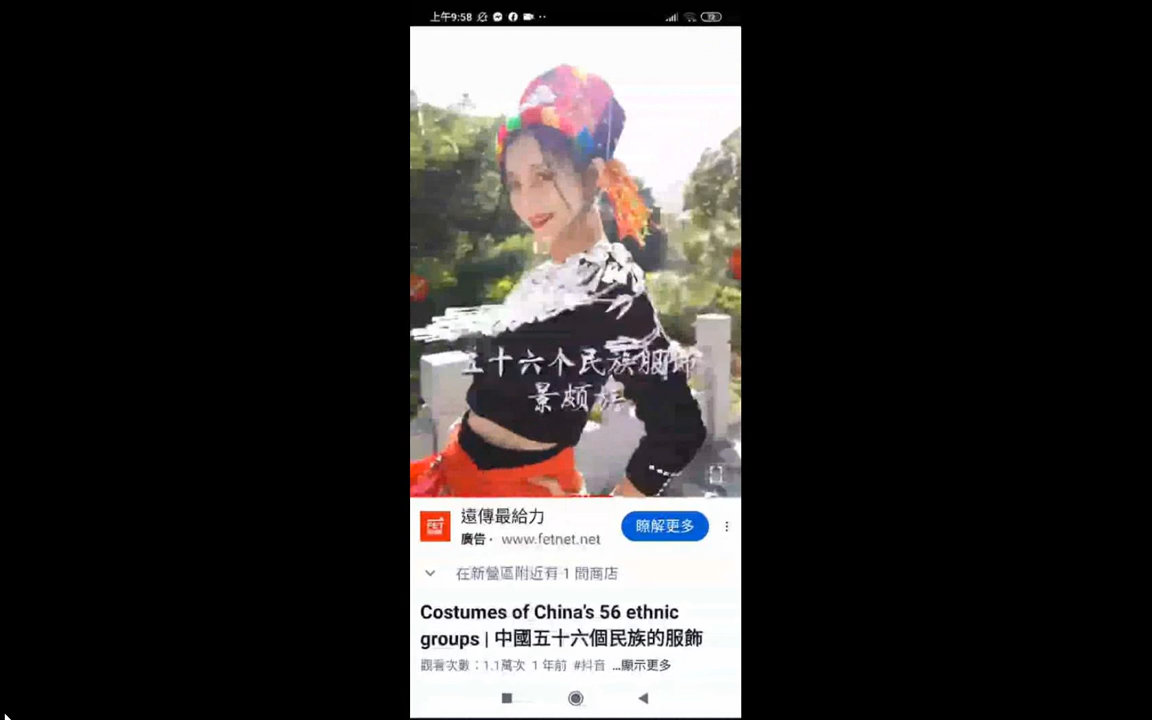 上午9:58
五十六个民族服饰
景颇族
FET
遠傳最給力
廣告· www.fetnet.net
瞭解更多
在新營區附近有 1 間商店
Costumes of China's 56 ethnic
groups | 中國五十六個民族的服飾
觀看次數：1.1萬次 1 年前 #抖音 ...顯示更多